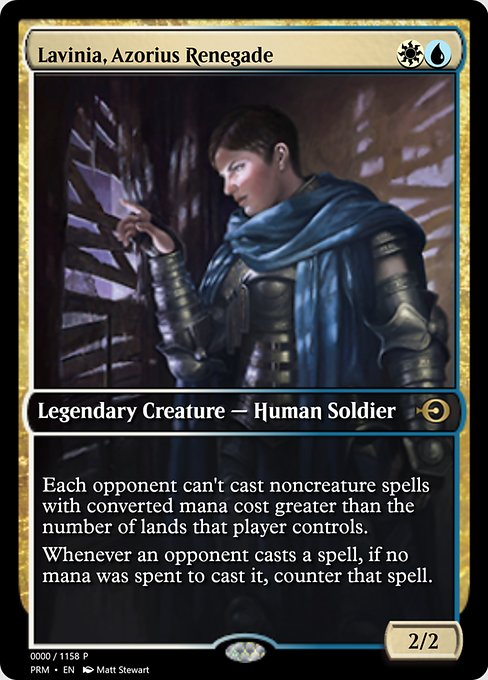 Lavinia, Azorius Renegade
Legendary Creature — Human Soldier
Each opponent can't cast noncreature spells
with converted mana cost greater than the
number of lands that player controls.
Whenever an opponent casts a spell, if no
mana was spent to cast it, counter that spell.
2/2
0000 / 1158 P
PRM • EN Matt Stewart